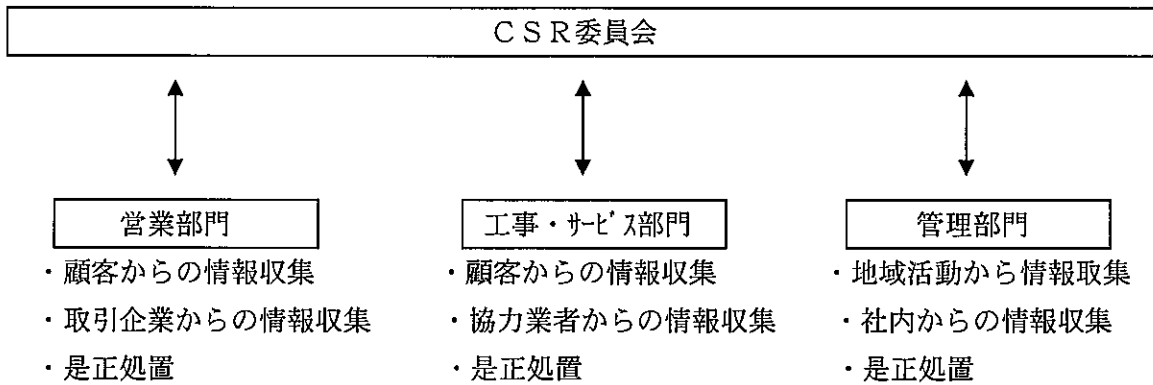 ＣＳＲ委員会
営業部門
・顧客からの情報収集
・取引企業からの情報収集
・是正処置
工事・ｻｰﾋﾞｽ部門
・顧客からの情報収集
・協力業者からの情報収集
・是正処置
管理部門
・地域活動から情報取集
・社内からの情報収集
・是正処置